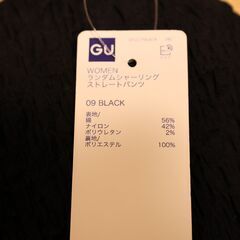 GU
WOMEN
ランダムシャーリング
ストレートパンツ
09 BLACK
表地/
綿 56%
ナイロン 42%
ポリウレタン 2%
裏地/
ポリエステル 100%